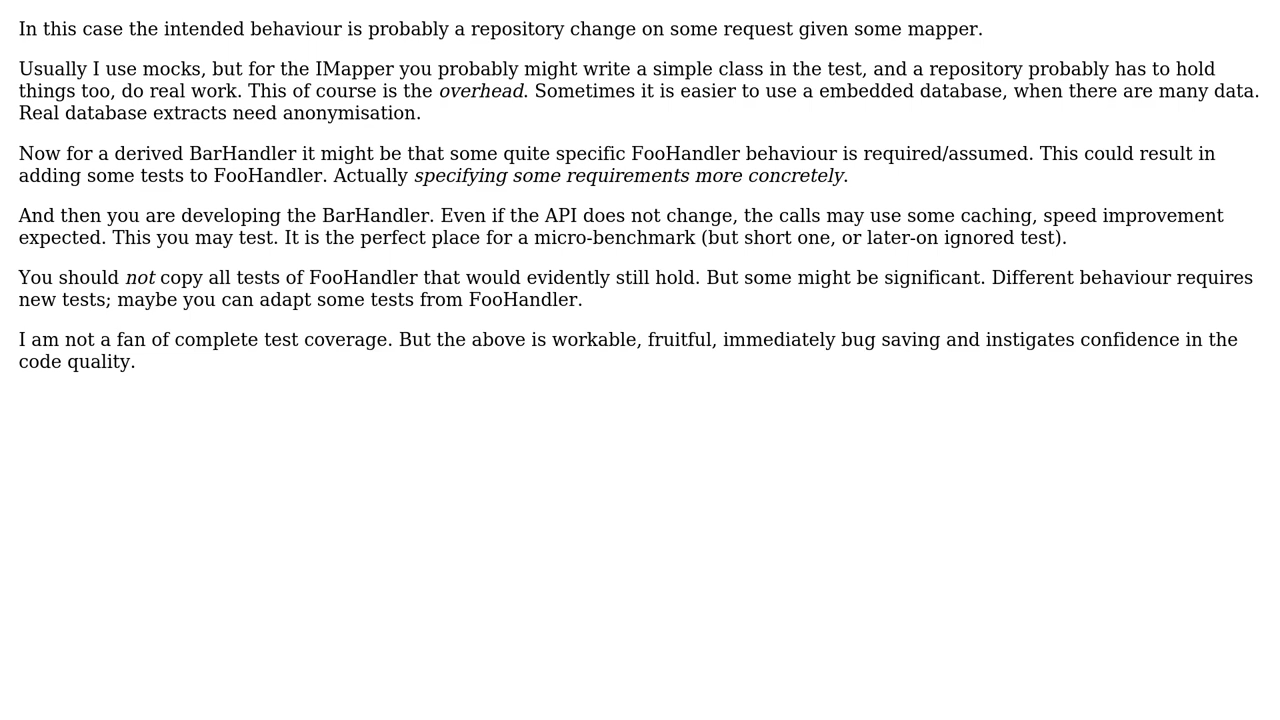 In this case the intended behaviour is probably a repository change on some request given some mapper.
Usually I use mocks, but for the IMapper you probably might write a simple class in the test, and a repository probably has to hold
things too, do real work. This of course is the overhead. Sometimes it is easier to use a embedded database, when there are many data.
Real database extracts need anonymisation.
Now for a derived BarHandler it might be that some quite specific FooHandler behaviour is required/assumed. This could result in
adding some tests to FooHandler. Actually specifying some requirements more concretely.
And then you are developing the BarHandler. Even if the API does not change, the calls may use some caching, speed improvement
expected. This you may test. It is the perfect place for a micro-benchmark (but short one, or later-on ignored test).
You should not copy all tests of FooHandler that would evidently still hold. But some might be significant. Different behaviour requires
new tests; maybe you can adapt some tests from FooHandler.
I am not a fan of complete test coverage. But the above is workable, fruitful, immediately bug saving and instigates confidence in the
code quality.